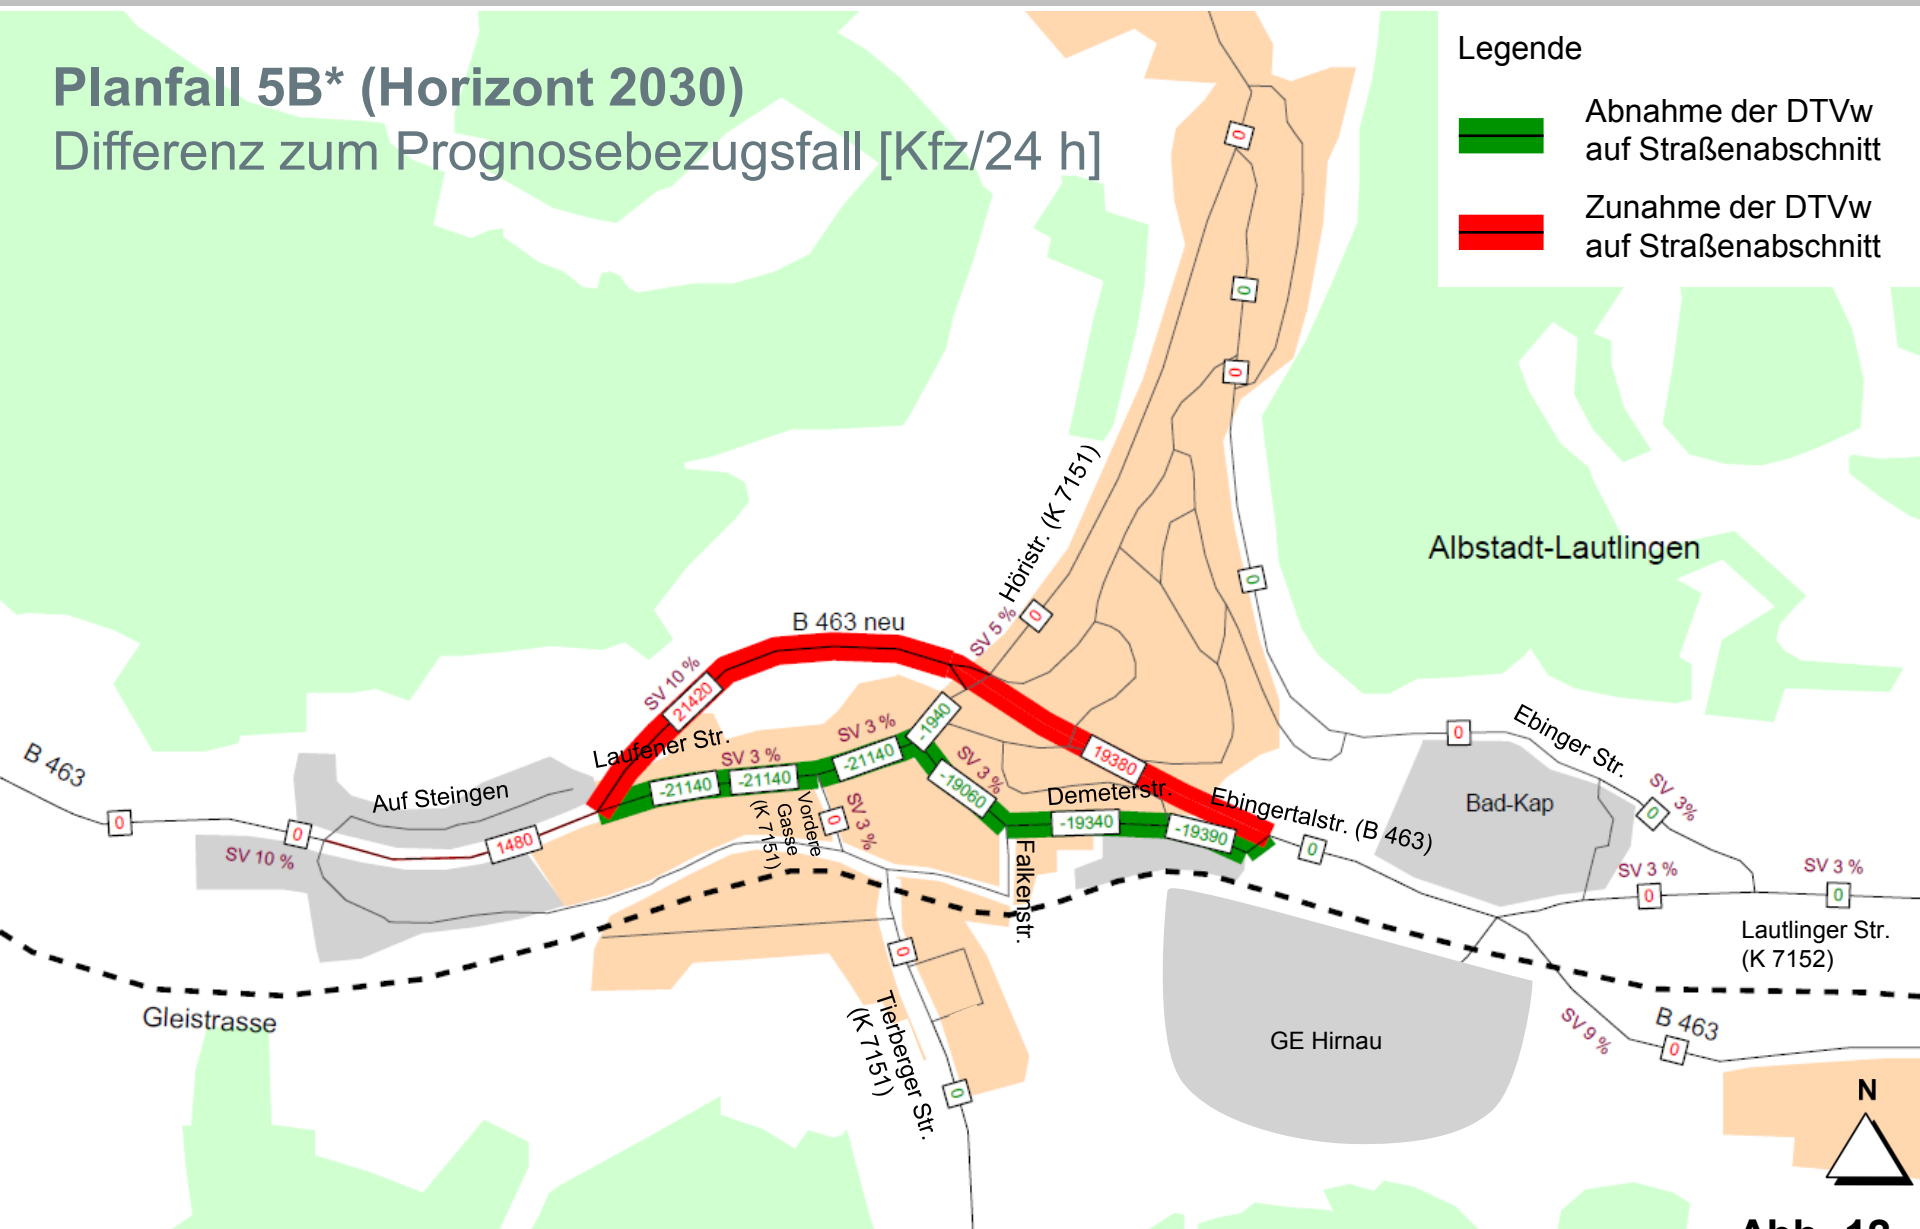 Planfall 5B* (Horizont 2030)
Differenz zum Prognosebezugsfall [Kfz/24 h]
Legende
Abnahme der DTVw
auf Straßenabschnitt
Zunahme der DTVw
auf Straßenabschnitt
0
0
0
Höristr. (K 7151)
Albstadt-Lautlingen
0
B 463 neu
SV 5 %
0
SV 10 %
21420
-1940
Laufener Str.
SV 3 %
SV 3 %
-21140
-21140
-21140
SV 3 %
-19060
19380
B 463
0
0
SV 10 %
Auf Steingen
1480
Vordere
Gasse
(K 7151)
0
SV 3 %
Demeterstr.
-19340
-19390
Ebingertalstr. (B 463)
0
Falkenstr.
0
Ebinger Str.
Bad-Kap
SV 3%
0
SV 3 %
0
SV 3 %
0
Lautlinger Str.
(K 7152)
Gleistrasse
0
Tierberger Str.
(K 7151)
0
GE Hirnau
SV 9 %
B 463
0
N